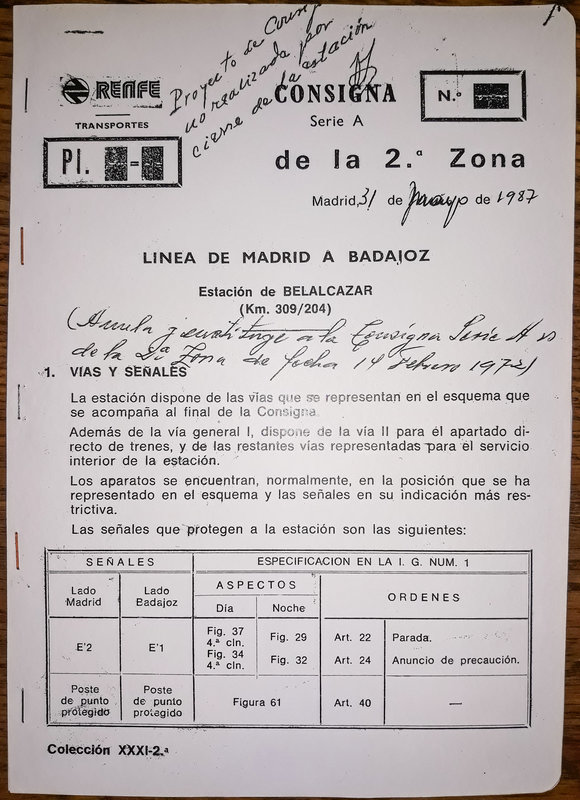 Proyecto de Consig
no realizada por
cierre de la estación
RENFE
TRANSPORTES
CONSIGNA
Serie A
N.º
PI. -
de la 2.ª Zona
Madrid, 31 de mayo de 1987
LINEA DE MADRID A BADAJOZ
Estación de BELALCAZAR
(Km. 309/204)
(Anula y sustituye a la Consigna Serie A
de la 2ª Zona de fecha 14 Febrero 1972)
1. VIAS Y SEÑALES
La estación dispone de las vías que se representan en el esquema que
se acompaña al final de la Consigna.
Además de la vía general I, dispone de la vía II para el apartado di-
recto de trenes, y de las restantes vías representadas para el servicio
interior de la estación.
Los aparatos se encuentran, normalmente, en la posición que se ha
representado en el esquema y las señales en su indicación más res-
trictiva.
Las señales que protegen a la estación son las siguientes:
SEÑALES ESPECIFICACION EN LA I. G. NUM. 1
Lado Madrid Lado Badajoz ASPECTOS ORDENES
Día Noche
E'2 E'1 Fig. 37 4.ª cln. Fig. 29 Art. 22 Parada.
Fig. 34 4.ª cln. Fig. 32 Art. 24 Anuncio de precaución.
Poste de punto protegido Poste de punto protegido Figura 61 Art. 40 —
Colección XXXI-2.ª